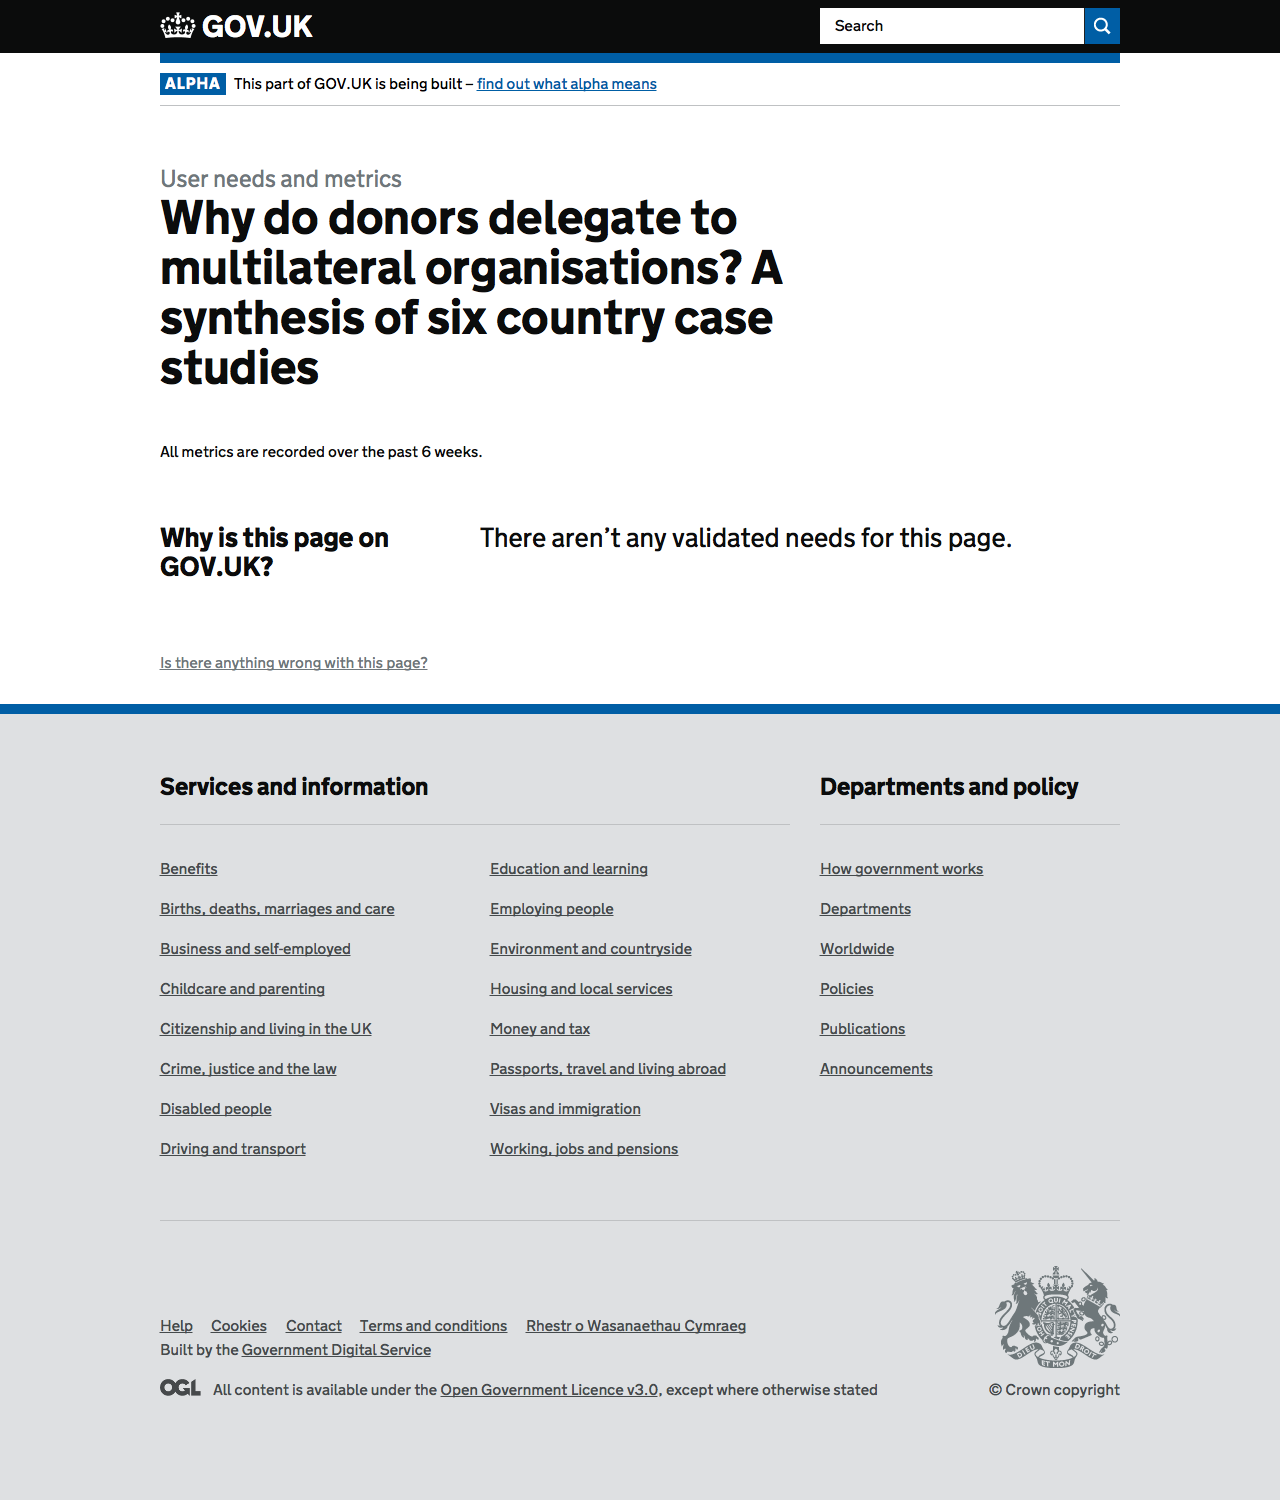 GOV.UK
Search
ALPHA This part of GOV.UK is being built – find out what alpha means
User needs and metrics
Why do donors delegate to
multilateral organisations? A
synthesis of six country case
studies
All metrics are recorded over the past 6 weeks.
Why is this page on
GOV.UK?
There aren’t any validated needs for this page.
Is there anything wrong with this page?
Services and information
Benefits
Births, deaths, marriages and care
Business and self-employed
Childcare and parenting
Citizenship and living in the UK
Crime, justice and the law
Disabled people
Driving and transport
Education and learning
Employing people
Environment and countryside
Housing and local services
Money and tax
Passports, travel and living abroad
Visas and immigration
Working, jobs and pensions
Departments and policy
How government works
Departments
Worldwide
Policies
Publications
Announcements
Help Cookies Contact Terms and conditions Rhestr o Wasanaethau Cymraeg
Built by the Government Digital Service
OGL All content is available under the Open Government Licence v3.0, except where otherwise stated
DIEU ET MON DROIT
© Crown copyright